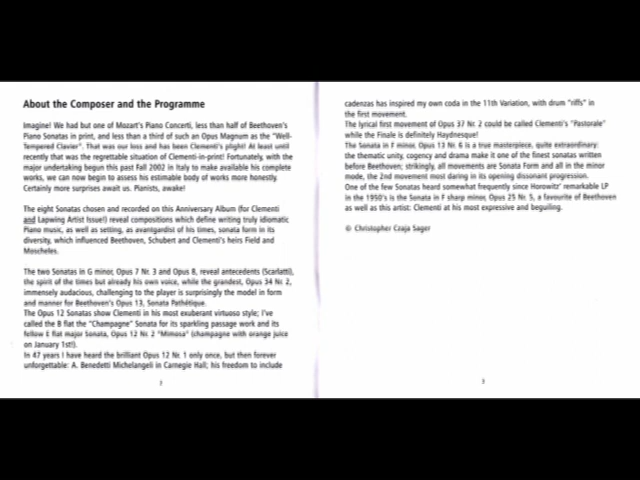 About the Composer and the Programme
Imagine! We had but one of Mozart's Piano Concerti, less than half of Beethoven's
Piano Sonatas in print, and less than a third of such an Opus Magnum as the "Well-
Tempered Clavier". That was our loss and has been Clementi's plight! At least until
recently that was the regrettable situation of Clementi-in-print! Fortunately, with the
major undertaking begun this past Fall 2002 in Italy to make available his complete
works, we can now begin to assess his estimable body of works more honestly.
Certainly more surprises await us. Pianists, awake!
The eight Sonatas chosen and recorded on this Anniversary Album (for Clementi
and Lapwing Artist Issue!) reveal compositions which define writing truly idiomatic
Piano music, as well as setting, as avantgardist of his times, sonata form in its
diversity, which influenced Beethoven, Schubert and Clementi's heirs Field and
Moscheles.
The two Sonatas in G minor, Opus 7 Nr. 3 and Opus 8, reveal antecedents (Scarlatti),
the spirit of the times but already his own voice, while the grandest, Opus 34 Nr 2,
immensely audacious, challenging to the player is surprisingly the model in form
and manner for Beethoven's Opus 13, Sonata Pathétique.
The Opus 12 Sonatas show Clementi in his most exuberant virtuoso style; I've
called the B flat the "Champagne" Sonata for its sparkling passage work and its
fellow E flat major Sonata, Opus 12 Nr. 2 "Mimosa" (champagne with orange juice
on January 1st!).
In 47 years I have heard the brilliant Opus 12 Nr. 1 only once, but then forever
unforgettable: A. Benedetti Michelangeli in Carnegie Hall; his freedom to include
cadenzas has inspired my own coda in the 11th Variation, with drum "riffs" in
the first movement.
The lyrical first movement of Opus 37 Nr. 2 could be called Clementi's "Pastorale"
while the Finale is definitely Haydnesque!
The Sonata in F minor, Opus 13 Nr. 6 is a true masterpiece, quite extraordinary:
the thematic unity, cogency and drama make it one of the finest sonatas written
before Beethoven; strikingly, all movements are Sonata Form and all in the minor
mode, the 2nd movement most daring in its opening dissonant progression.
One of the few Sonatas heard somewhat frequently since Horowitz' remarkable LP
in the 1950's is the Sonata in F sharp minor, Opus 25 Nr. 5, a favourite of Beethoven
as well as this artist: Clementi at his most expressive and beguiling.
© Christopher Czaja Sager
3